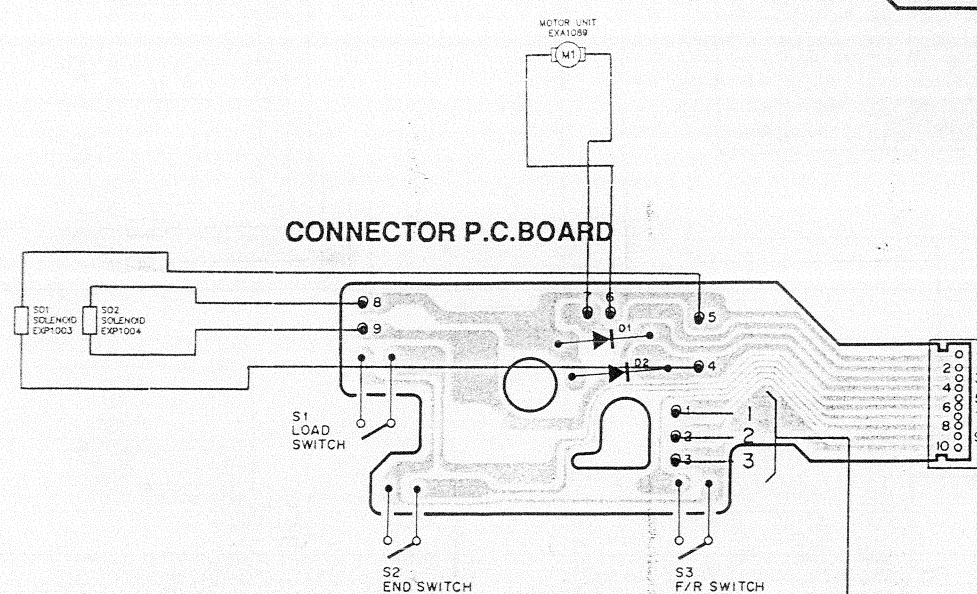 MOTOR UNIT
EXA1089
M1
CONNECTOR P.C.BOARD
SO1
SOLENOID
EXP1003
SO2
SOLENOID
EXP1004
8
9
7 6
5
D1
D2
4
1 1
2 2
3 3
2
4
6
8
10
S1
LOAD
SWITCH
S2
END SWITCH
S3
F/R SWITCH